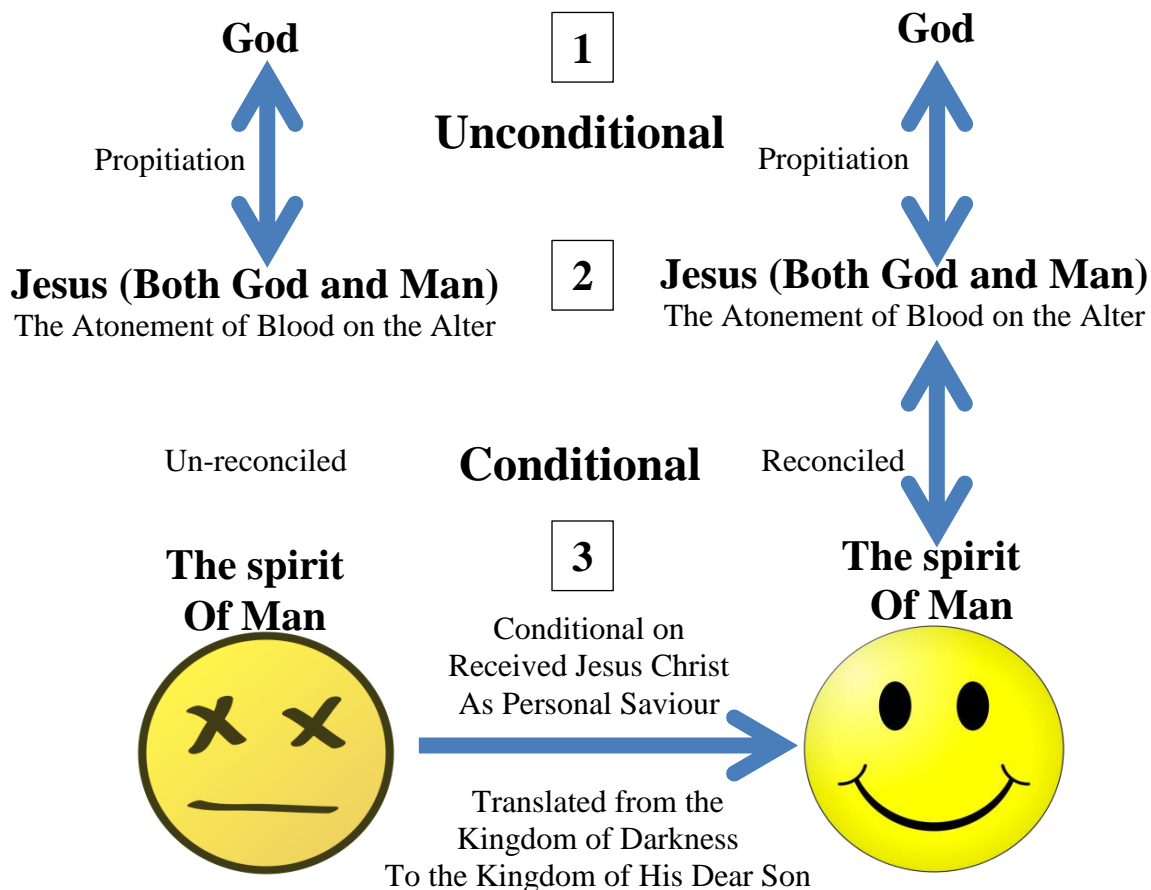 God
1
God
Unconditional
Propitiation
Propitiation
Jesus (Both God and Man)
The Atonement of Blood on the Alter
2
Jesus (Both God and Man)
The Atonement of Blood on the Alter
Un-reconciled
Conditional
Reconciled
The spirit
Of Man
3
The spirit
Of Man
Conditional on
Received Jesus Christ
As Personal Saviour
Translated from the
Kingdom of Darkness
To the Kingdom of His Dear Son